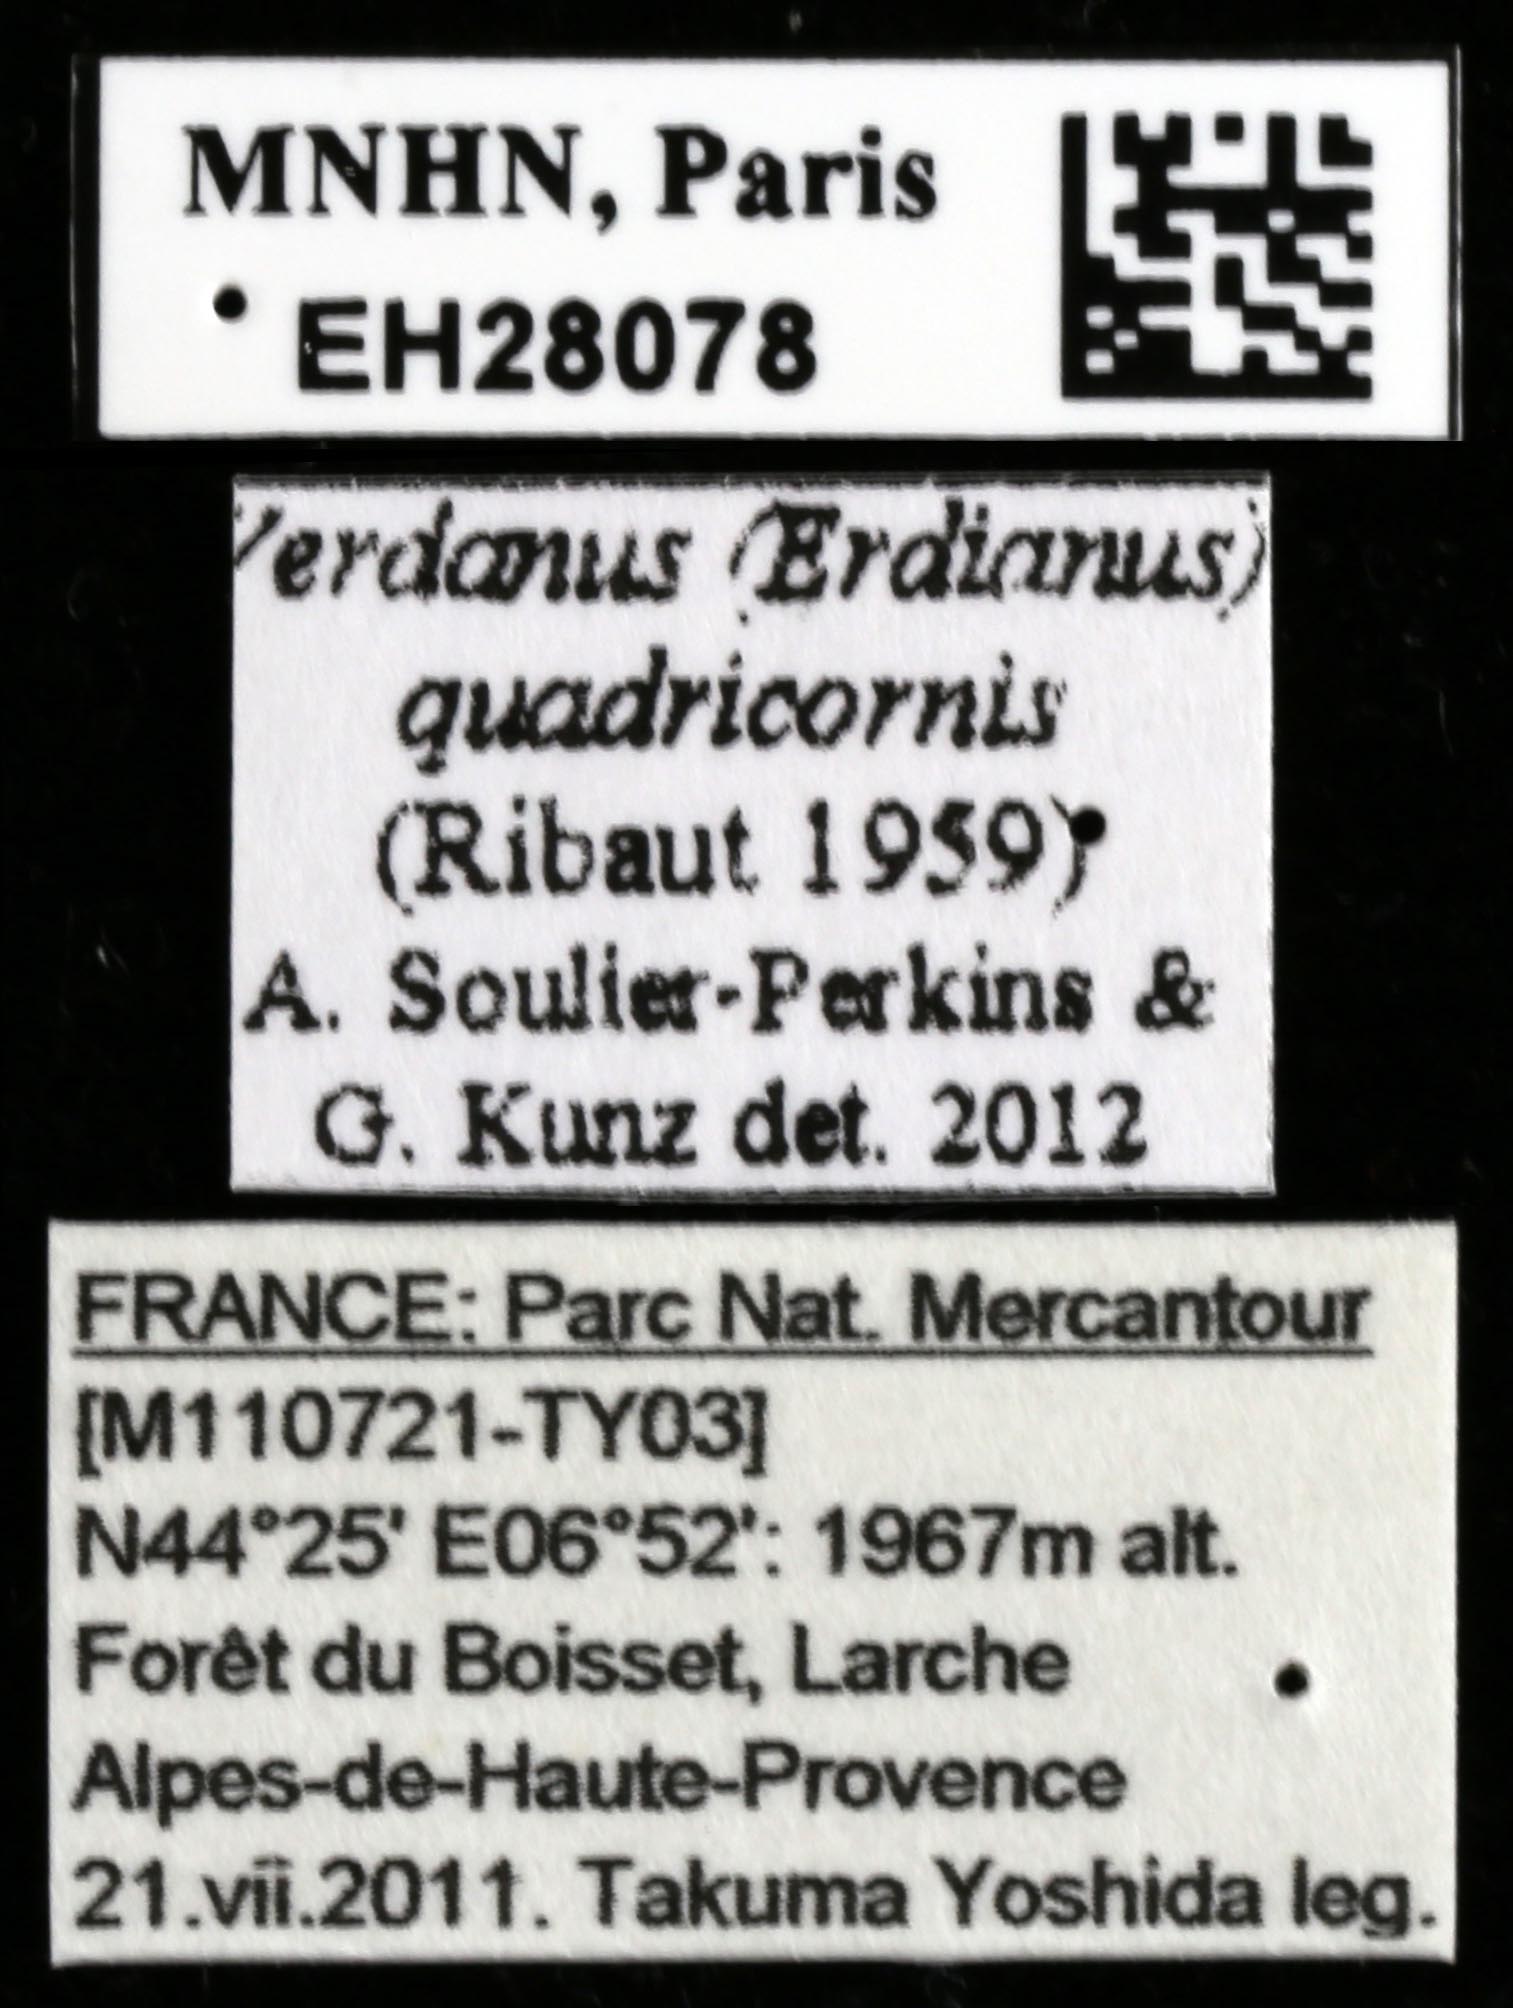 MNHN, Paris
EH28078
Verdanus (Erdianus)
quadricornis
(Ribaut 1959)
A. Soulier-Perkins &
G. Kunz det. 2012
FRANCE: Parc Nat. Mercantour
[M110721-TY03]
N44°25' E06°52': 1967m alt.
Forêt du Boisset, Larche
Alpes-de-Haute-Provence
21.vii.2011. Takuma Yoshida leg.